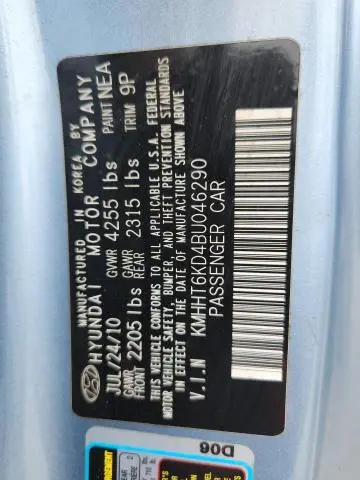 MANUFACTURED IN KOREA BY
HYUNDAI MOTOR COMPANY
JUL/24/10 GVWR 4255 lbs PAINT NEA
GAWR FRONT 2205 lbs GAWR REAR 2315 lbs TRIM 9P
THIS VEHICLE CONFORMS TO ALL APPLICABLE U.S.A. FEDERAL
MOTOR VEHICLE SAFETY, BUMPER, AND THEFT PREVENTION STANDARDS
IN EFFECT ON THE DATE OF MANUFACTURE SHOWN ABOVE
V.I.N KMHHT6KD4BU046290
PASSENGER CAR
D06